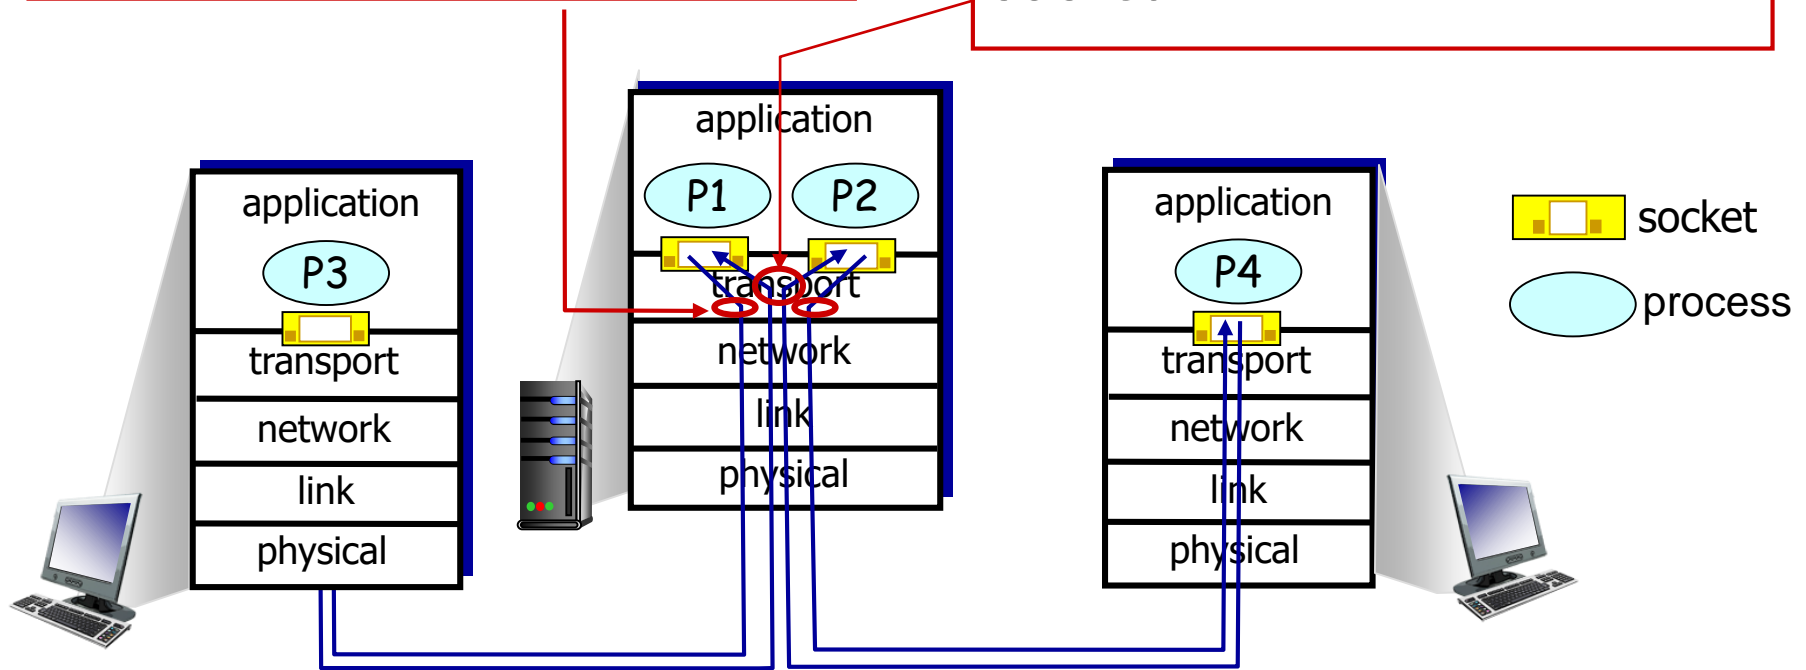 application
P1
P2
transport
network
link
physical
application
P3
transport
network
link
physical
application
P4
transport
network
link
physical
socket
process